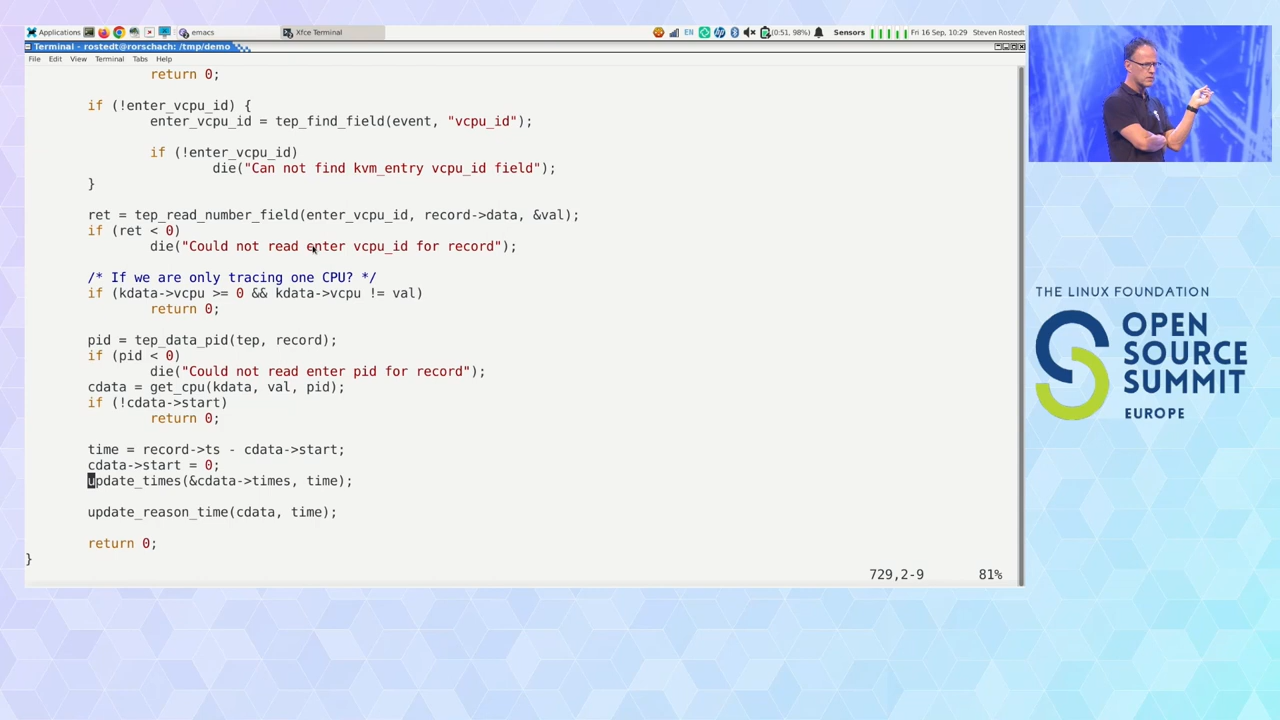 Applications emacs Xfce Terminal EN (0:51, 98%) Sensors Fri 16 Sep, 10:29 Steven Rostedt
Terminal - rostedt@rorschach: /tmp/demo
File Edit View Terminal Tabs Help
return 0;
if (!enter_vcpu_id) {
enter_vcpu_id = tep_find_field(event, "vcpu_id");
if (!enter_vcpu_id)
die("Can not find kvm_entry vcpu_id field");
}
ret = tep_read_number_field(enter_vcpu_id, record->data, &val);
if (ret < 0)
die("Could not read enter vcpu_id for record");
/* If we are only tracing one CPU? */
if (kdata->vcpu >= 0 && kdata->vcpu != val)
return 0;
pid = tep_data_pid(tep, record);
if (pid < 0)
die("Could not read enter pid for record");
cdata = get_cpu(kdata, val, pid);
if (!cdata->start)
return 0;
time = record->ts - cdata->start;
cdata->start = 0;
update_times(&cdata->times, time);
update_reason_time(cdata, time);
return 0;
}
729,2-9 81%
THE LINUX FOUNDATION
OPEN
SOURCE
SUMMIT
EUROPE